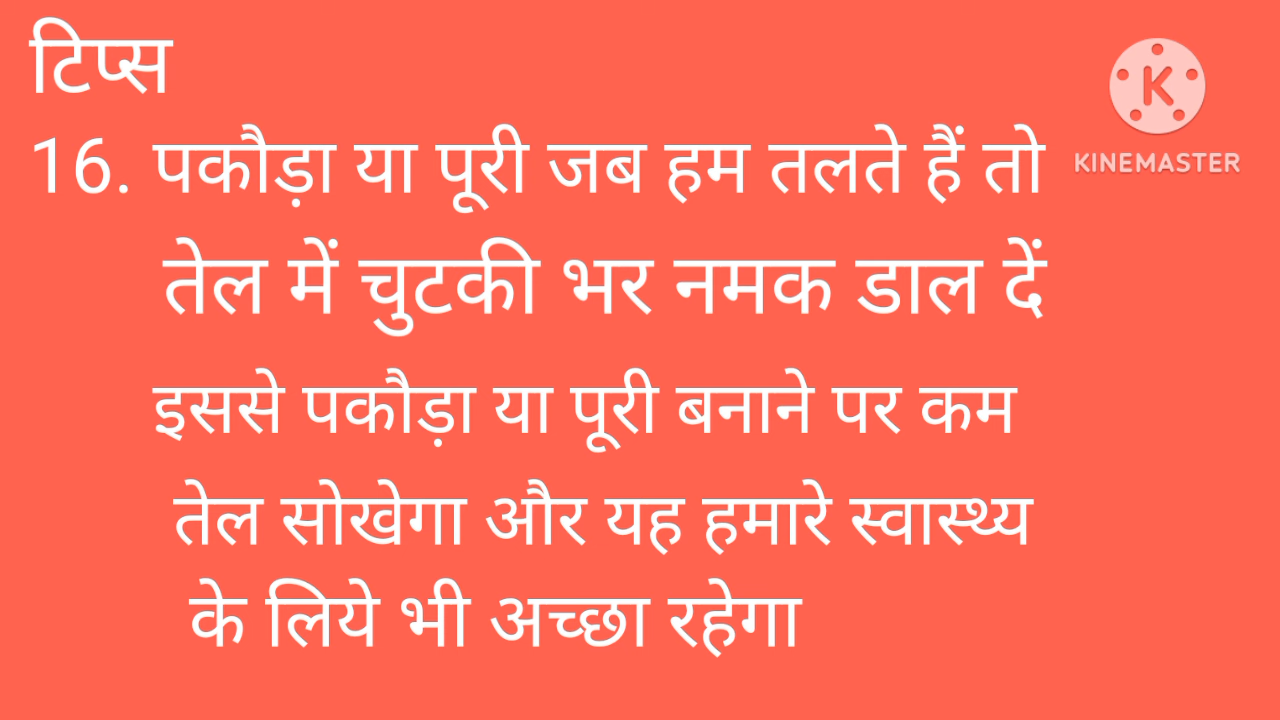 टिप्स
16. पकौड़ा या पूरी जब हम तलते हैं तो
तेल में चुटकी भर नमक डाल दें
इससे पकौड़ा या पूरी बनाने पर कम
तेल सोखेगा और यह हमारे स्वास्थ्य
के लिये भी अच्छा रहेगा
K
KINEMASTER